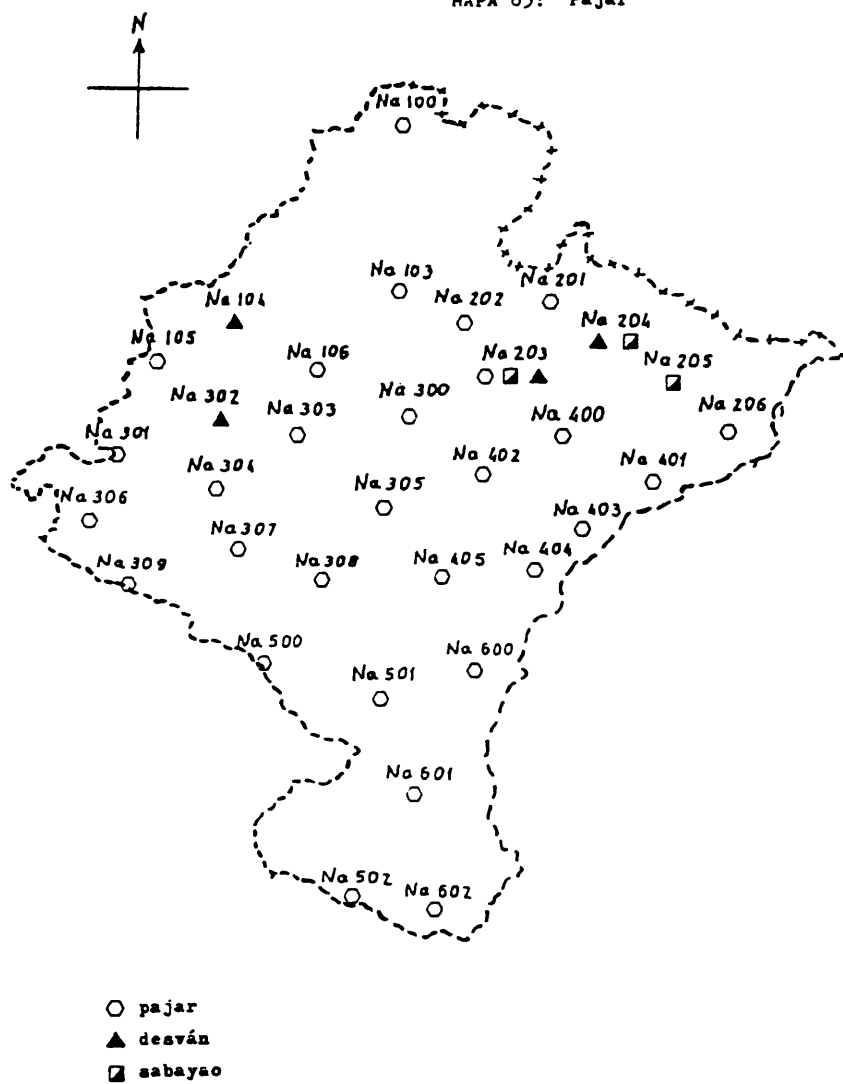 MAPA 85: Pajar
N
Na 100
Na 103
Na 201
Na 104
Na 202
Na 204
Na 105
Na 106
Na 203
Na 205
Na 302
Na 303
Na 300
Na 400
Na 206
Na 301
Na 304
Na 402
Na 401
Na 306
Na 305
Na 403
Na 307
Na 309
Na 308
Na 405
Na 404
Na 500
Na 600
Na 501
Na 601
Na 502
Na 602
pajar
desván
sabayao